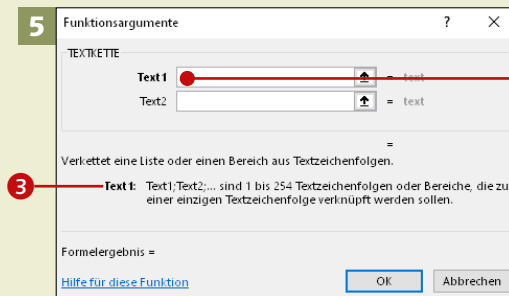 5
Funktionsargumente ? ×
TEXTKETTE
Text1 = text
Text2 = text
=
Verkettet eine Liste oder einen Bereich aus Textzeichenfolgen.
3 Text1: Text1;Text2;... sind 1 bis 254 Textzeichenfolgen oder Bereiche, die zu
einer einzigen Textzeichenfolge verknüpft werden sollen.
Formelergebnis =
Hilfe für diese Funktion OK Abbrechen